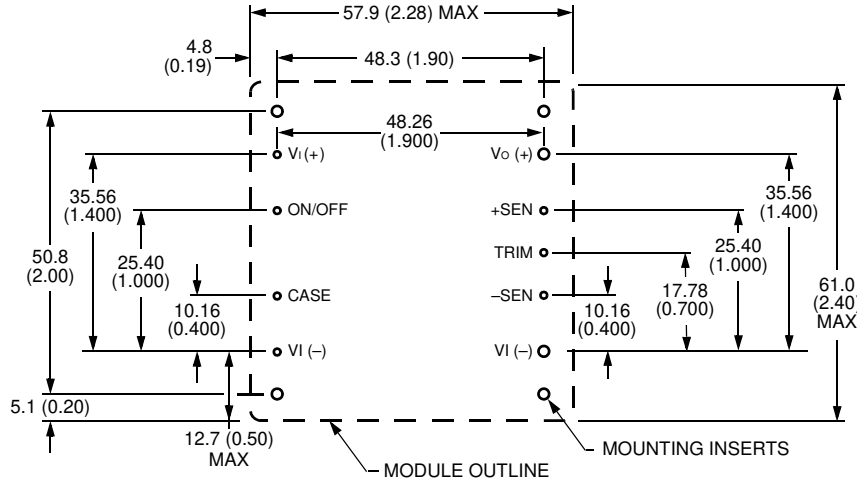 57.9 (2.28) MAX
4.8
(0.19)
48.3 (1.90)
48.26
(1.900)
VI (+)
VO (+)
35.56
(1.400)
35.56
(1.400)
ON/OFF
+SEN
50.8
(2.00)
25.40
(1.000)
TRIM
25.40
(1.000)
17.78
(0.700)
61.0
(2.40)
MAX
10.16
(0.400)
CASE
–SEN
10.16
(0.400)
VI (–)
VI (–)
5.1 (0.20)
12.7 (0.50)
MAX
MOUNTING INSERTS
MODULE OUTLINE